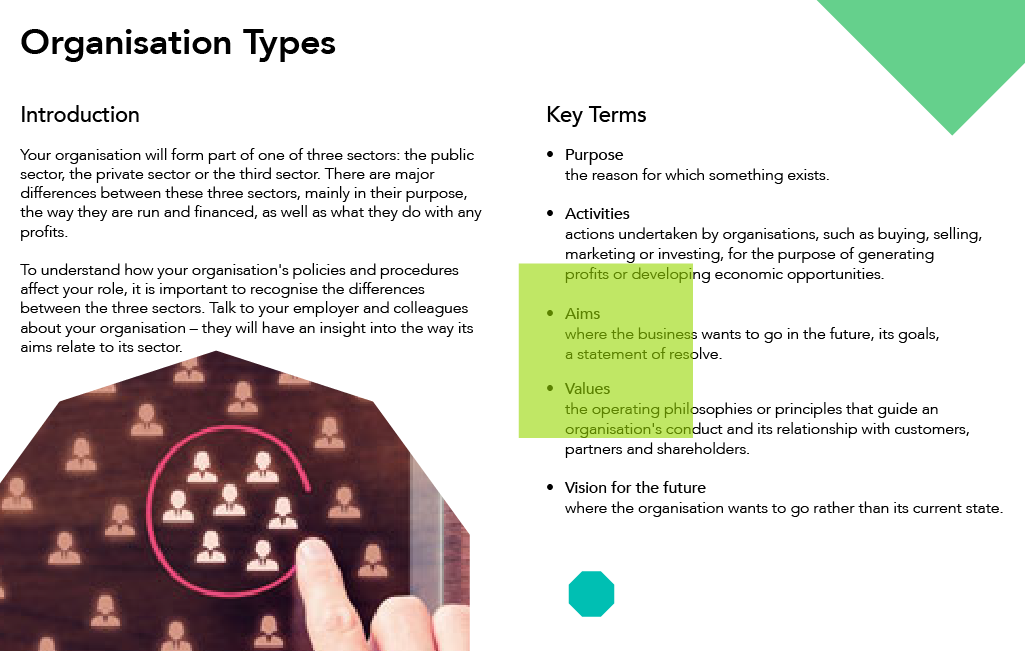 Organisation Types
Introduction
Your organisation will form part of one of three sectors: the public
sector, the private sector or the third sector. There are major
differences between these three sectors, mainly in their purpose,
the way they are run and financed, as well as what they do with any
profits.
To understand how your organisation's policies and procedures
affect your role, it is important to recognise the differences
between the three sectors. Talk to your employer and colleagues
about your organisation – they will have an insight into the way its
aims relate to its sector.
Key Terms
• Purpose
the reason for which something exists.
• Activities
actions undertaken by organisations, such as buying, selling,
marketing or investing, for the purpose of generating
profits or developing economic opportunities.
• Aims
where the business wants to go in the future, its goals,
a statement of resolve.
• Values
the operating philosophies or principles that guide an
organisation's conduct and its relationship with customers,
partners and shareholders.
• Vision for the future
where the organisation wants to go rather than its current state.